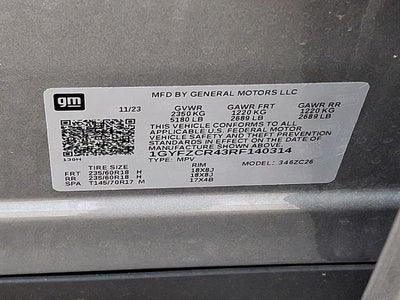 gm
MFD BY GENERAL MOTORS LLC
11/23 GVWR GAWR FRT GAWR RR
2350 KG 1220 KG 1220 KG
5180 LB 2689 LB 2689 LB
THIS VEHICLE CONFORMS TO ALL
APPLICABLE U.S. FEDERAL MOTOR
VEHICLE SAFETY AND THEFT PREVENTION
STANDARDS IN EFFECT ON THE DATE OF
MANUFACTURE SHOWN ABOVE.
1GYFZCR43RF140314
TYPE: MPV MODEL: 346ZC26
TIRE SIZE RIM
FRT 235/60R18 H 18X8J
RR 235/60R18 H 18X8J
SPA T145/70R17 M 17X4B